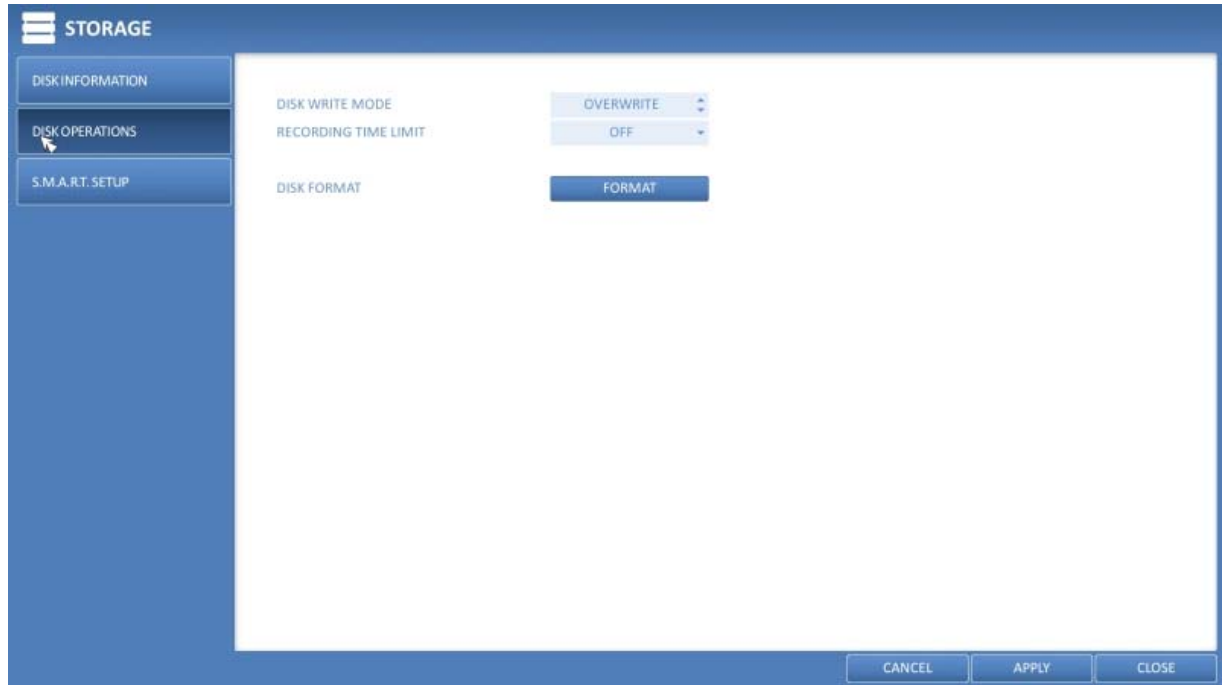 STORAGE
DISK INFORMATION
DISK OPERATIONS
S.M.A.R.T. SETUP
DISK WRITE MODE OVERWRITE
RECORDING TIME LIMIT OFF
DISK FORMAT FORMAT
CANCEL APPLY CLOSE